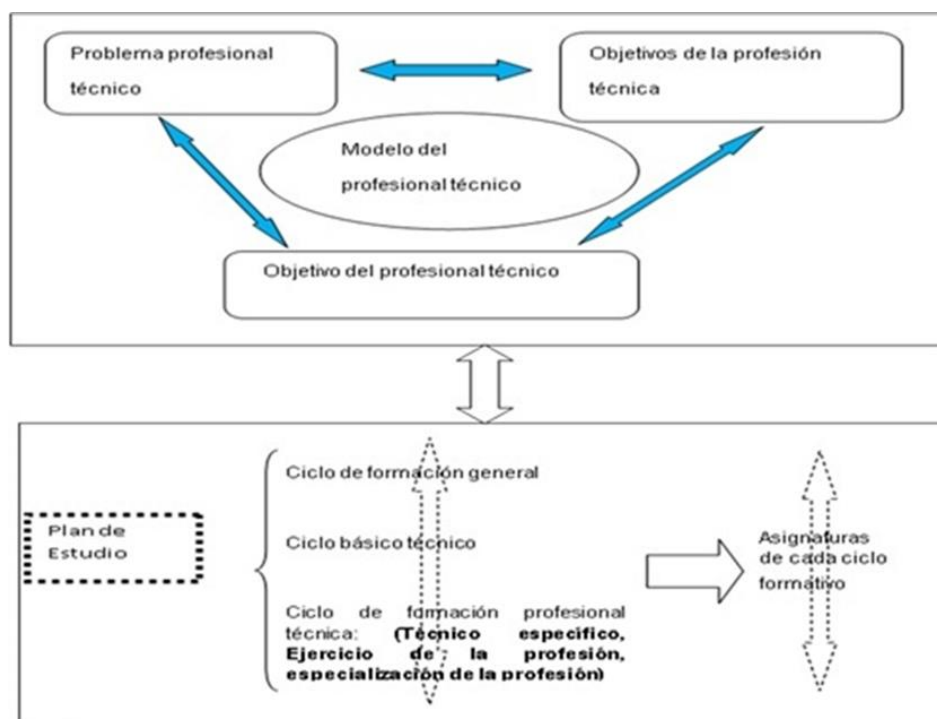 Problema profesional
técnico
Objetivos de la profesión
técnica
Modelo del
profesional técnico
Objetivo del profesional técnico
Plan de
Estudio
Ciclo de formación general
Ciclo básico técnico
Ciclo de formación profesional
técnica: (Técnico especifico,
Ejercicio de la profesión,
especialización de la profesión)
Asignaturas
de cada ciclo
formativo